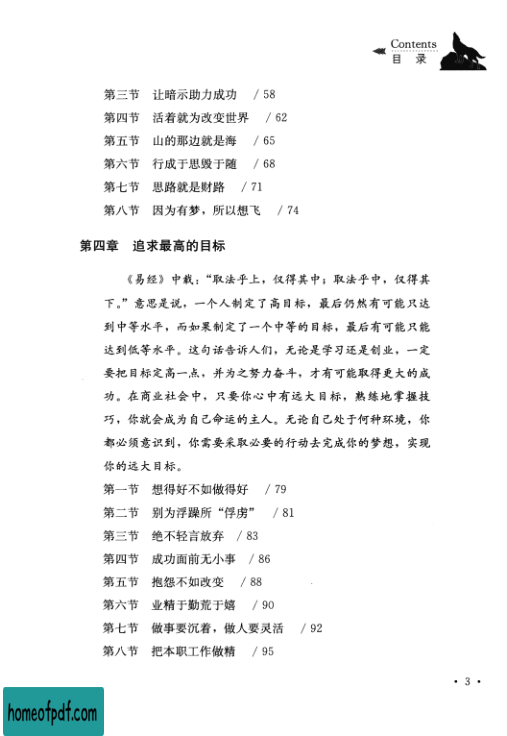 Contents
目 录
第三节 让暗示助力成功 / 58
第四节 活着就为改变世界 / 62
第五节 山的那边就是海 / 65
第六节 行成于思毁于随 / 68
第七节 思路就是财路 / 71
第八节 因为有梦，所以想飞 / 74
第四章 追求最高的目标
《易经》中载：“取法乎上，仅得其中；取法乎中，仅得其
下。”意思是说，一个人制定了高目标，最后仍然有可能只达
到中等水平，而如果制定了一个中等的目标，最后有可能只能
达到低等水平。这句话告诉人们，无论是学习还是创业，一定
要把目标定高一点，并为之努力奋斗，才有可能取得更大的成
功。在商业社会中，只要你心中有远大目标，熟练地掌握技
巧，你就会成为自己命运的主人。无论自己处于何种环境，你
都必须意识到，你需要采取必要的行动去完成你的梦想，实现
你的远大目标。
第一节 想得好不如做得好 / 79
第二节 别为浮躁所“俘虏” / 81
第三节 绝不轻言放弃 / 83
第四节 成功面前无小事 / 86
第五节 抱怨不如改变 / 88
第六节 业精于勤荒于嬉 / 90
第七节 做事要沉着，做人要灵活 / 92
第八节 把本职工作做精 / 95
• 3 •
homeofpdf.com